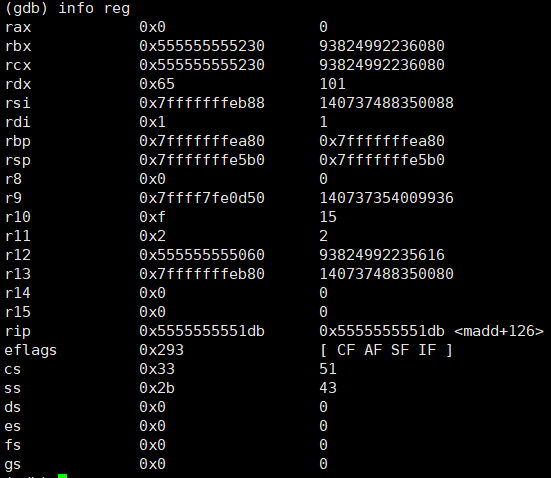 (gdb) info reg
rax 0x0 0
rbx 0x555555555230 93824992236080
rcx 0x555555555230 93824992236080
rdx 0x65 101
rsi 0x7fffffffeb88 140737488350088
rdi 0x1 1
rbp 0x7fffffffea80 0x7fffffffea80
rsp 0x7fffffffe5b0 0x7fffffffe5b0
r8 0x0 0
r9 0x7ffff7fe0d50 140737354009936
r10 0xf 15
r11 0x2 2
r12 0x555555555060 93824992235616
r13 0x7fffffffeb80 140737488350080
r14 0x0 0
r15 0x0 0
rip 0x5555555551db 0x5555555551db <madd+126>
eflags 0x293 [ CF AF SF IF ]
cs 0x33 51
ss 0x2b 43
ds 0x0 0
es 0x0 0
fs 0x0 0
gs 0x0 0